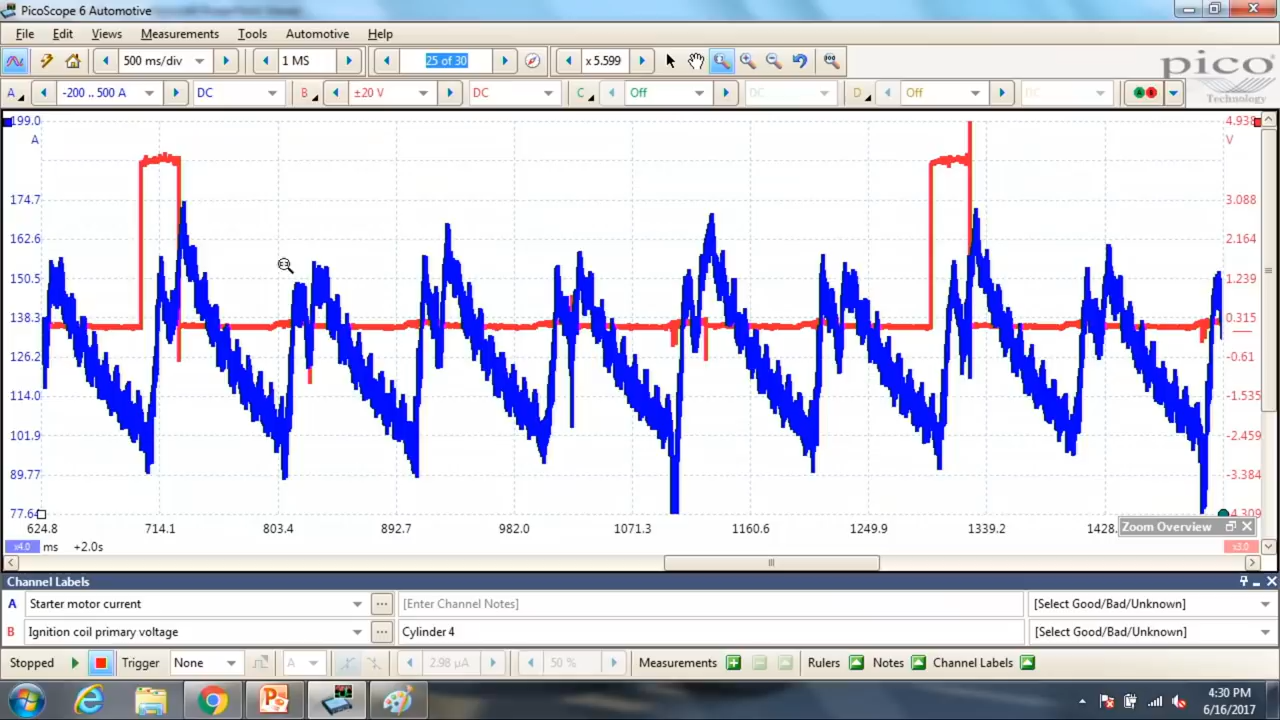 PicoScope 6 Automotive
File Edit Views Measurements Tools Automotive Help
500 ms/div 1 MS 25 of 30 x 5.599
pico
Technology
A -200 .. 500 A DC B ±20 V DC C Off DC D Off DC A B
199.0 4.938
A V
174.7 3.088
162.6 2.164
150.5 1.239
138.3 0.315
126.2 -0.61
114.0 -1.535
101.9 -2.459
89.77 -3.384
77.64 4.309
624.8 714.1 803.4 892.7 982.0 1071.3 1160.6 1249.9 1339.2 1428. Zoom Overview
x4.0 ms +2.0s x3.0
Channel Labels
A Starter motor current ... [Enter Channel Notes] [Select Good/Bad/Unknown]
B Ignition coil primary voltage ... Cylinder 4 [Select Good/Bad/Unknown]
Stopped Trigger None A 2.98 µA 50 % Measurements Rulers Notes Channel Labels
4:30 PM
6/16/2017